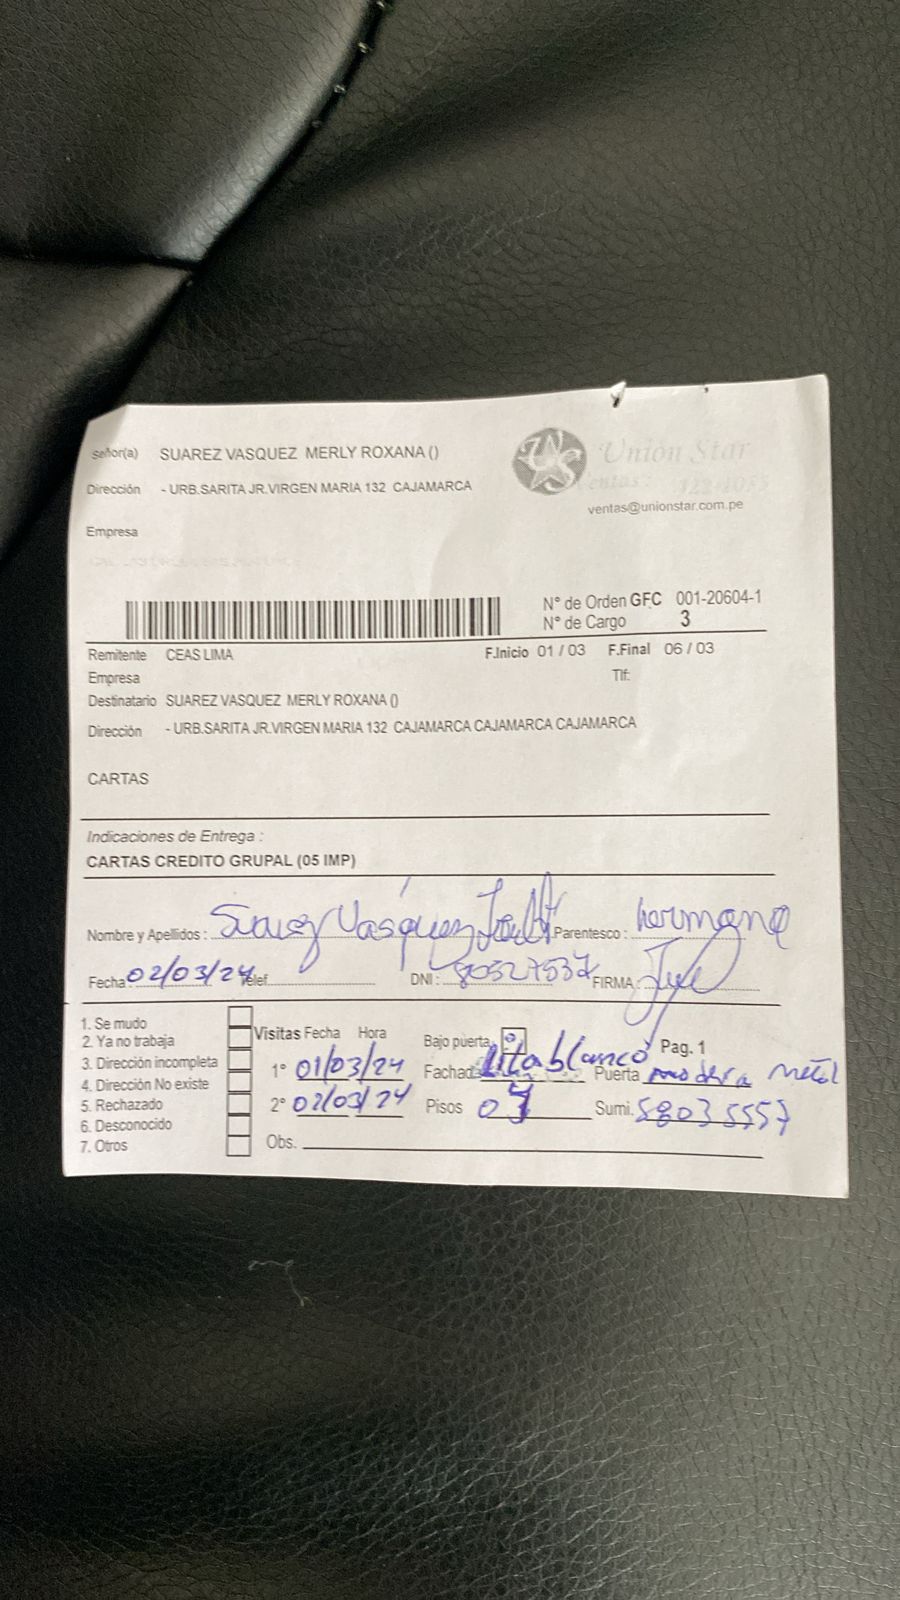 Señor(a) SUAREZ VASQUEZ MERLY ROXANA ()
Union Star
Dirección - URB.SARITA JR.VIRGEN MARIA 132 CAJAMARCA
Ventas:
ventas@unionstar.com.pe
Empresa
N° de Orden GFC 001-20604-1
N° de Cargo 3
Remitente CEAS LIMA F.Inicio 01 / 03 F.Final 06 / 03
Empresa Tlf:
Destinatario SUAREZ VASQUEZ MERLY ROXANA ()
Dirección - URB.SARITA JR.VIRGEN MARIA 132 CAJAMARCA CAJAMARCA CAJAMARCA
CARTAS
Indicaciones de Entrega :
CARTAS CREDITO GRUPAL (05 IMP)
Nombre y Apellidos : Suarez Vásquez Parentesco : hermano
Fecha 02/03/24 Telef. DNI : 80527537 FIRMA :
1. Se mudo
2. Ya no trabaja
3. Dirección incompleta
4. Dirección No existe
5. Rechazado
6. Desconocido
7. Otros
Visitas Fecha Hora Bajo puerta Pag. 1
1° 01/03/24 Fachada blanco Puerta madera metal
2° 02/03/24 Pisos Sumi. 58035557
Obs.